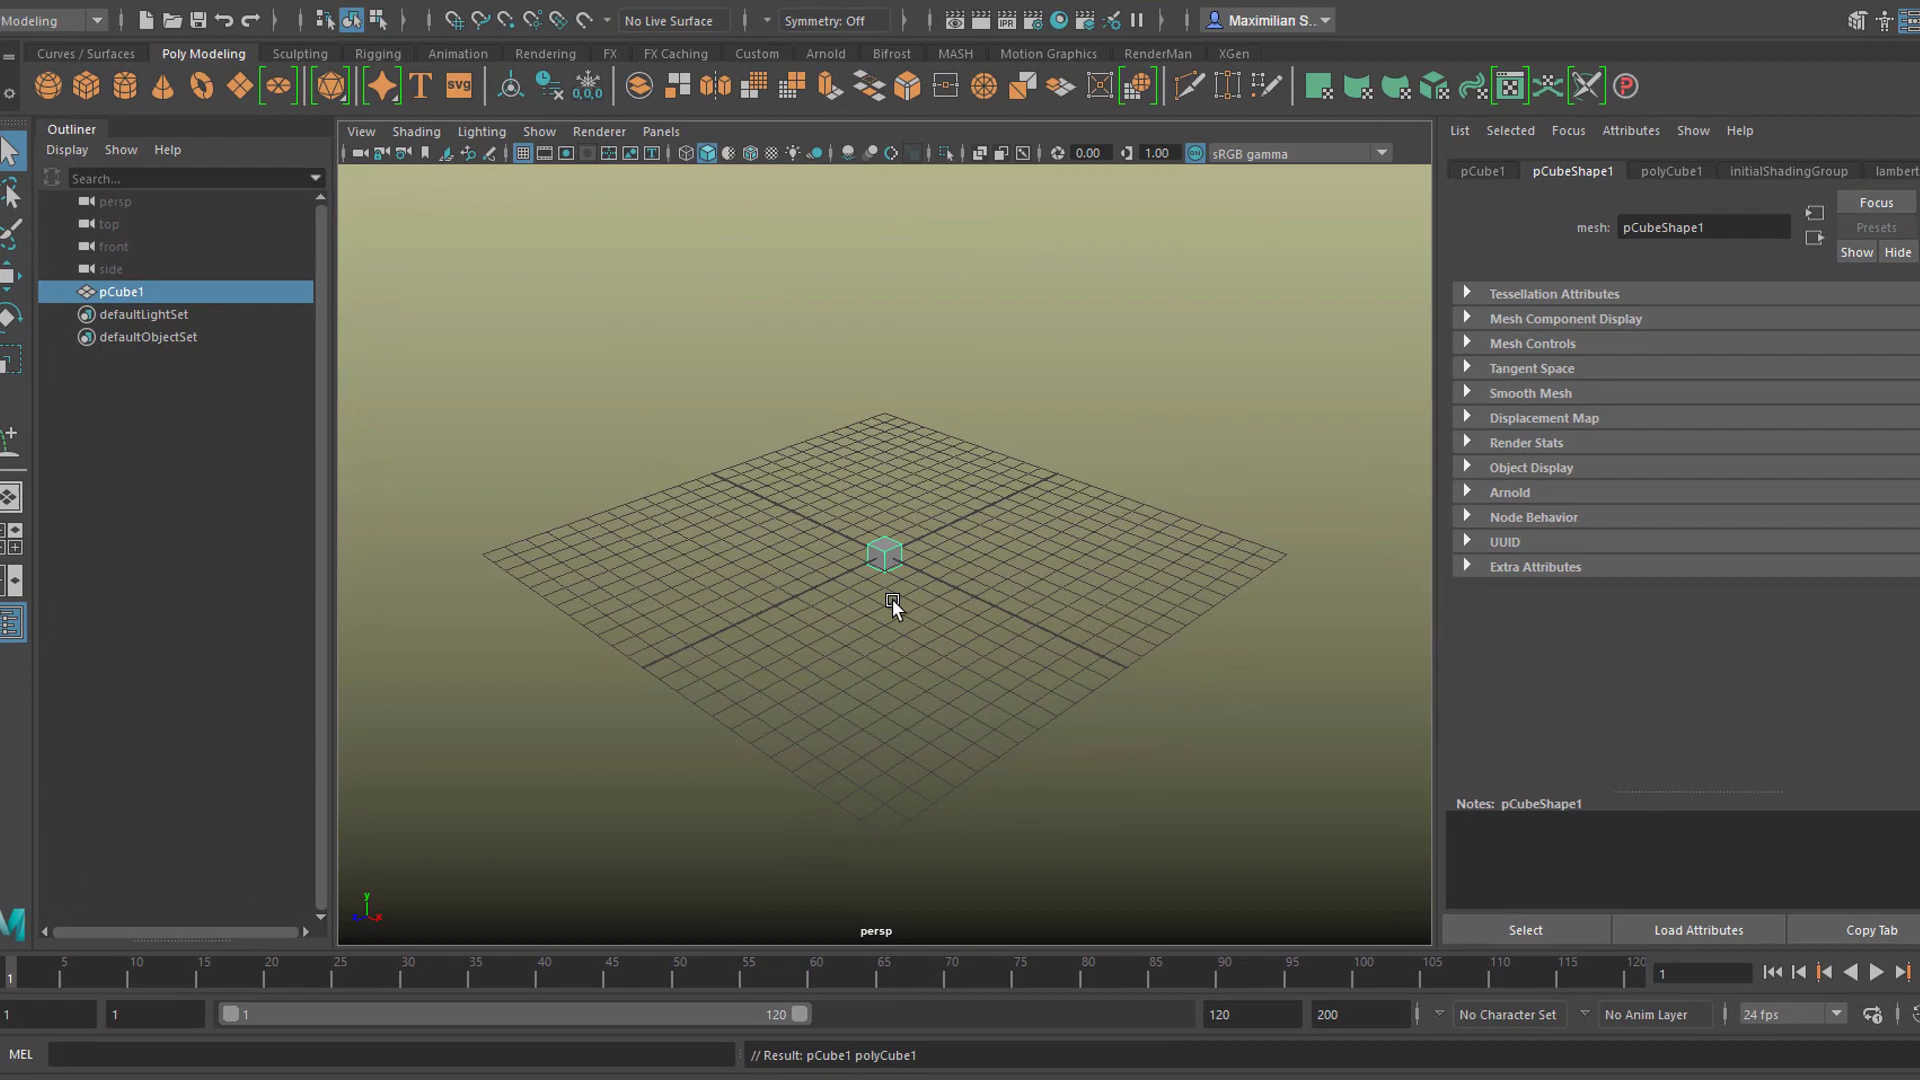 Modeling No Live Surface Symmetry: Off Maximilian S..
Curves / Surfaces Poly Modeling Sculpting Rigging Animation Rendering FX FX Caching Custom Arnold Bifrost MASH Motion Graphics RenderMan XGen
T SVG 0,0,0 P
Outliner
Display Show Help
Search...
persp
top
front
side
pCube1
defaultLightSet
defaultObjectSet
View Shading Lighting Show Renderer Panels
0.00 1.00 ON sRGB gamma
persp
y
x
List Selected Focus Attributes Show Help
pCube1 pCubeShape1 polyCube1 initialShadingGroup lambert
mesh: pCubeShape1
Focus
Presets
Show Hide
Tessellation Attributes
Mesh Component Display
Mesh Controls
Tangent Space
Smooth Mesh
Displacement Map
Render Stats
Object Display
Arnold
Node Behavior
UUID
Extra Attributes
Notes: pCubeShape1
Select Load Attributes Copy Tab
1 5 10 15 20 25 30 35 40 45 50 55 60 65 70 75 80 85 90 95 100 105 110 115 120 1
1 1 1 120 120 200 No Character Set No Anim Layer 24 fps
MEL // Result: pCube1 polyCube1